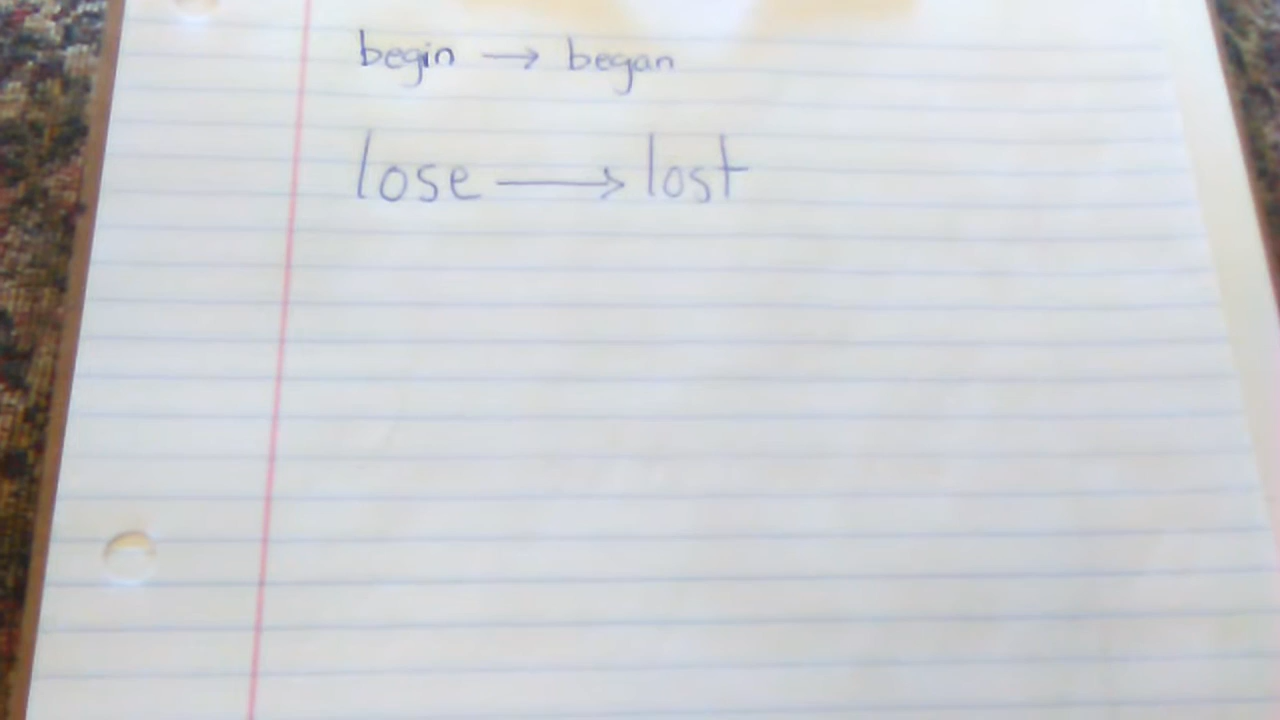 begin → began
lose → lost